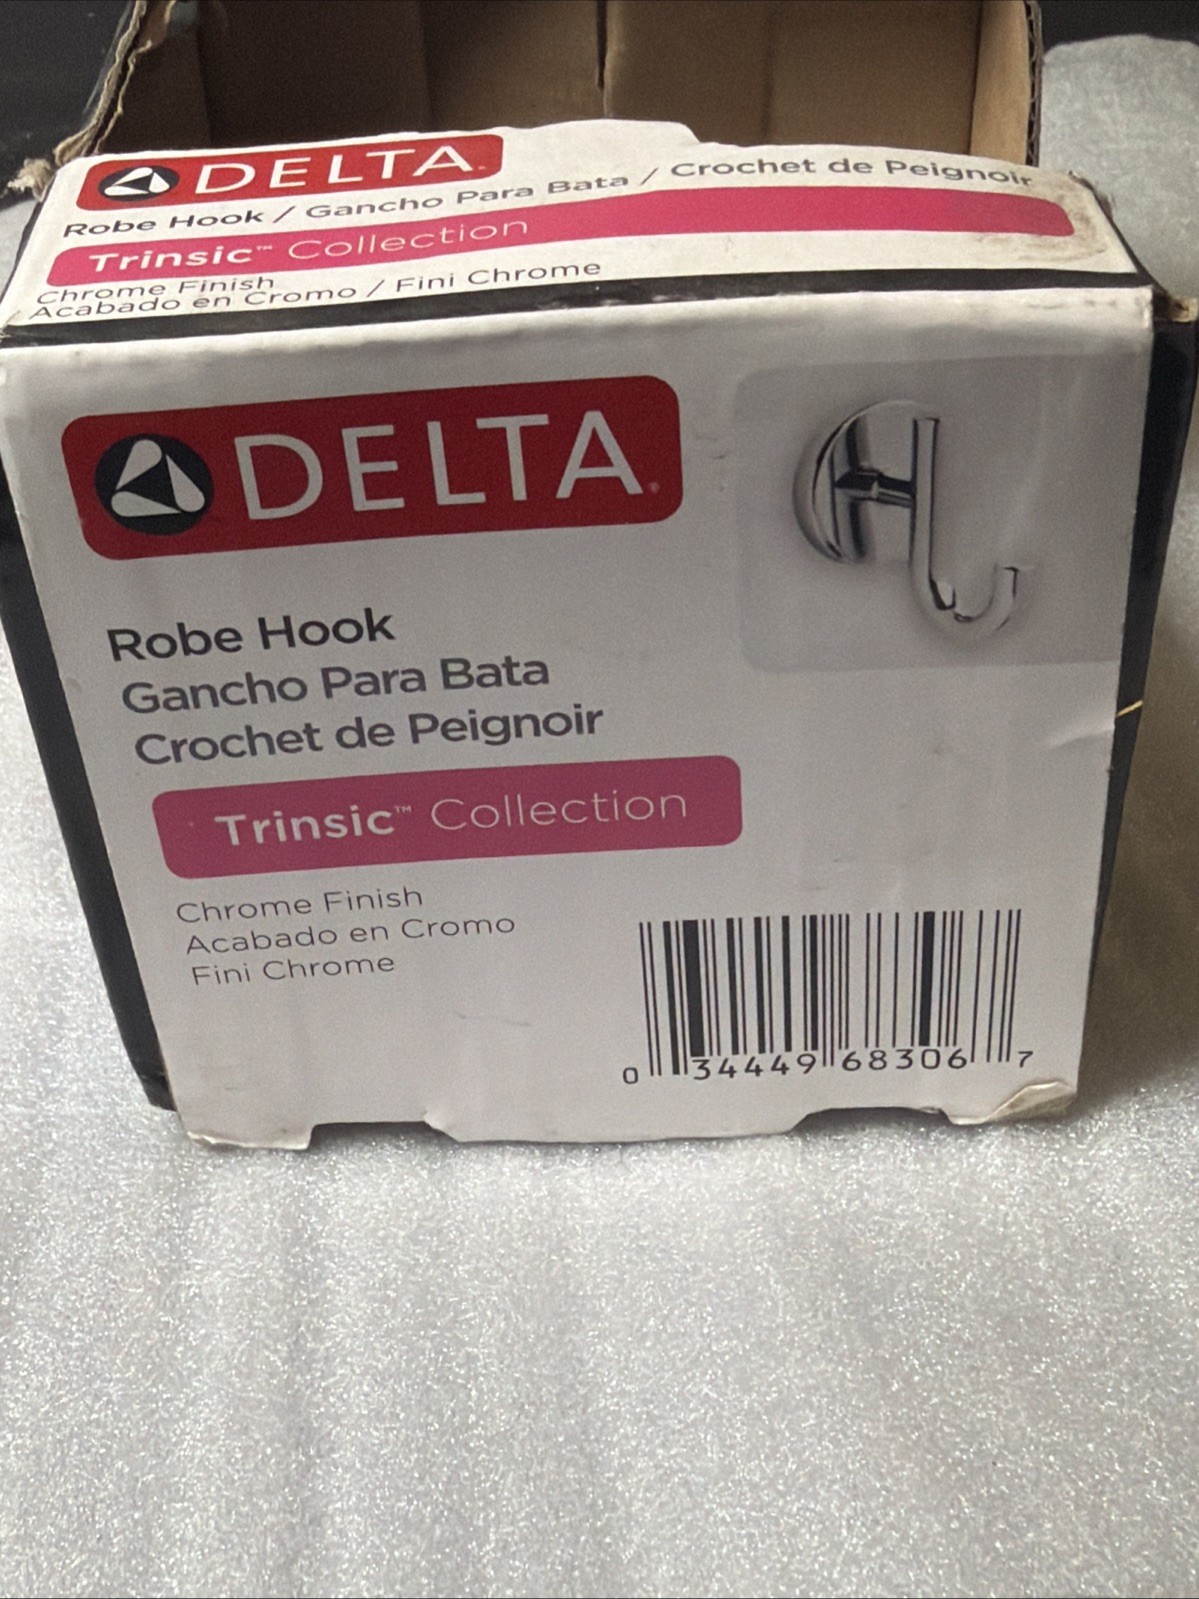 DELTA
Robe Hook / Gancho Para Bata / Crochet de Peignoir
Trinsic™ Collection
Chrome Finish
Acabado en Cromo / Fini Chrome
DELTA
Robe Hook
Gancho Para Bata
Crochet de Peignoir
Trinsic™ Collection
Chrome Finish
Acabado en Cromo
Fini Chrome
0 34449 68306 7